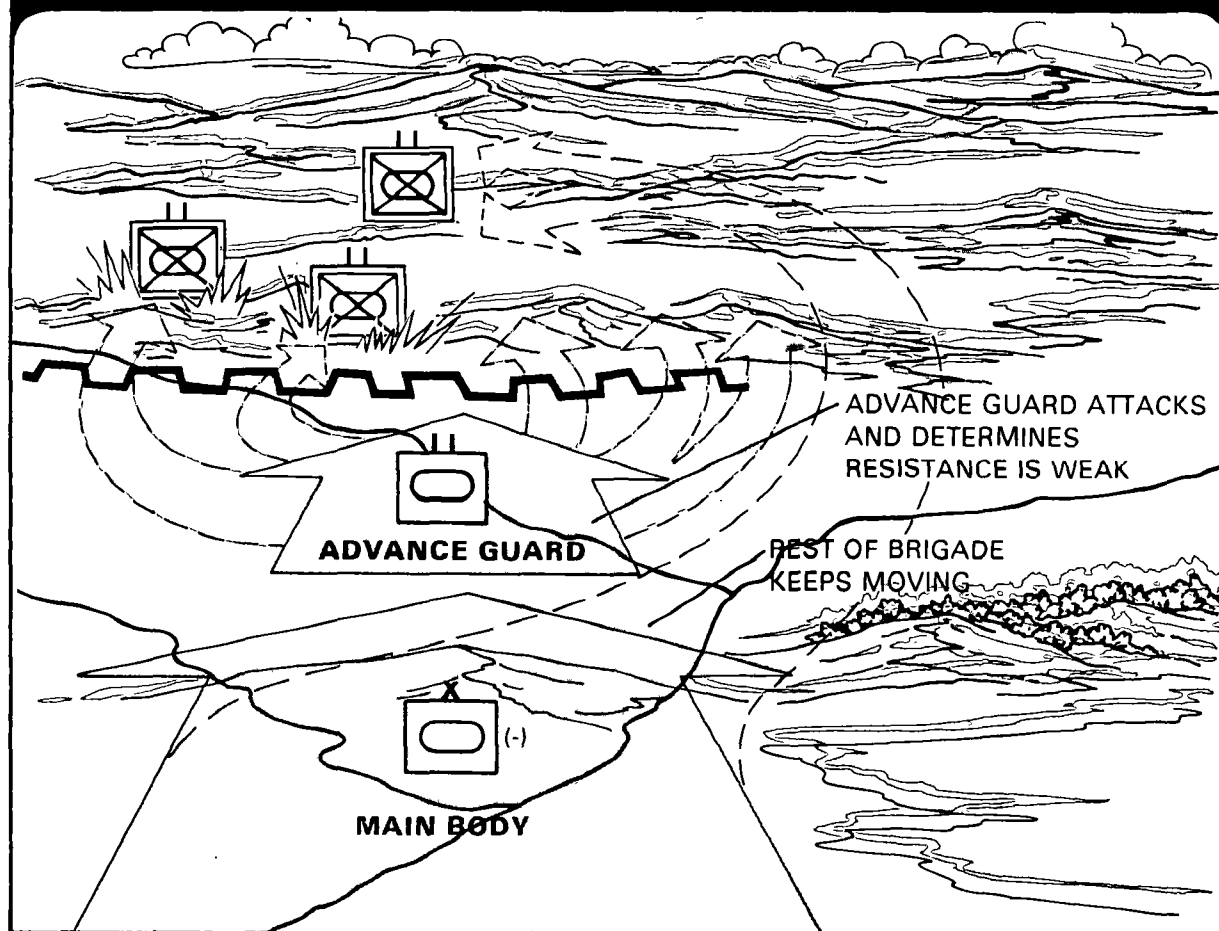 ADVANCE GUARD ATTACKS
AND DETERMINES
RESISTANCE IS WEAK
ADVANCE GUARD
REST OF BRIGADE
KEEPS MOVING
X
(-)
MAIN BODY